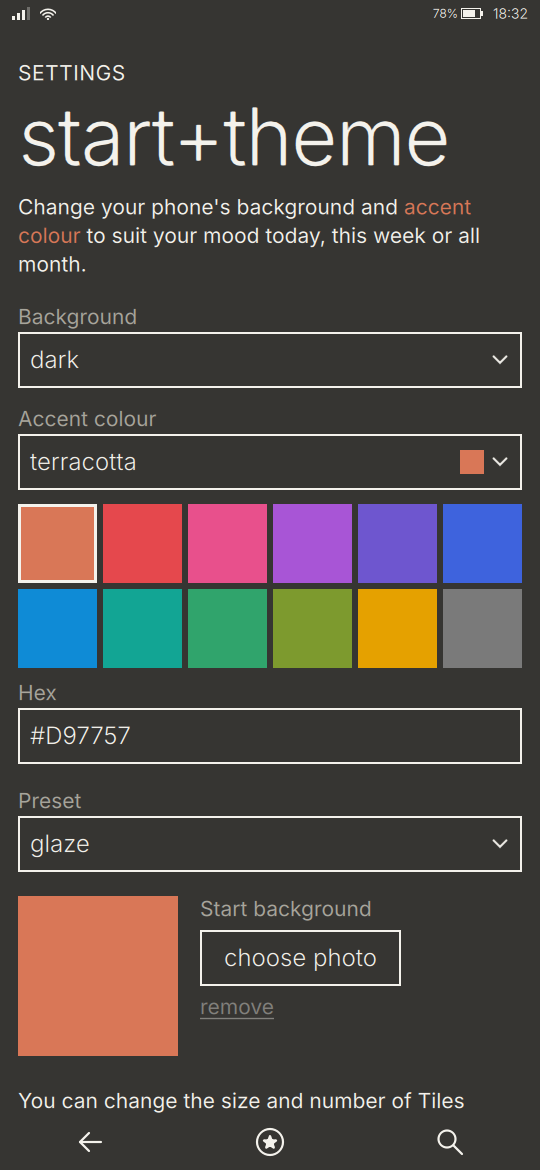 78% 18:32
SETTINGS
start+theme
Change your phone's background and accent
colour to suit your mood today, this week or all
month.
Background
dark
Accent colour
terracotta
Hex
#D97757
Preset
glaze
Start background
choose photo
remove
You can change the size and number of Tiles